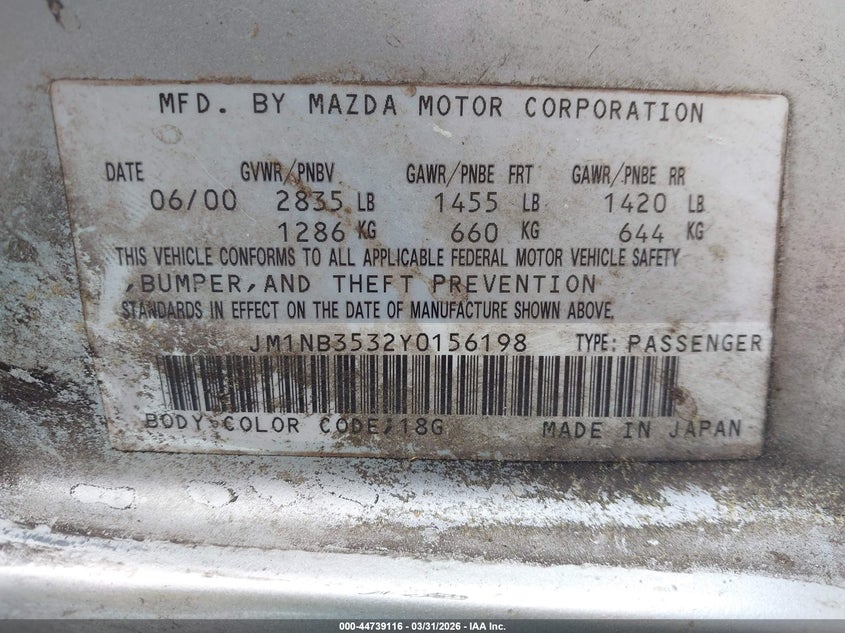 MFD. BY MAZDA MOTOR CORPORATION
DATE GVWR/PNBV GAWR/PNBE FRT GAWR/PNBE RR
06/00 2835 LB 1455 LB 1420 LB
1286 KG 660 KG 644 KG
THIS VEHICLE CONFORMS TO ALL APPLICABLE FEDERAL MOTOR VEHICLE SAFETY
,BUMPER,AND THEFT PREVENTION
STANDARDS IN EFFECT ON THE DATE OF MANUFACTURE SHOWN ABOVE.
JM1NB3532Y0156198 TYPE: PASSENGER
BODY-COLOR CODE/18G MADE IN JAPAN
000-44739116 - 03/31/2026 - IAA Inc.